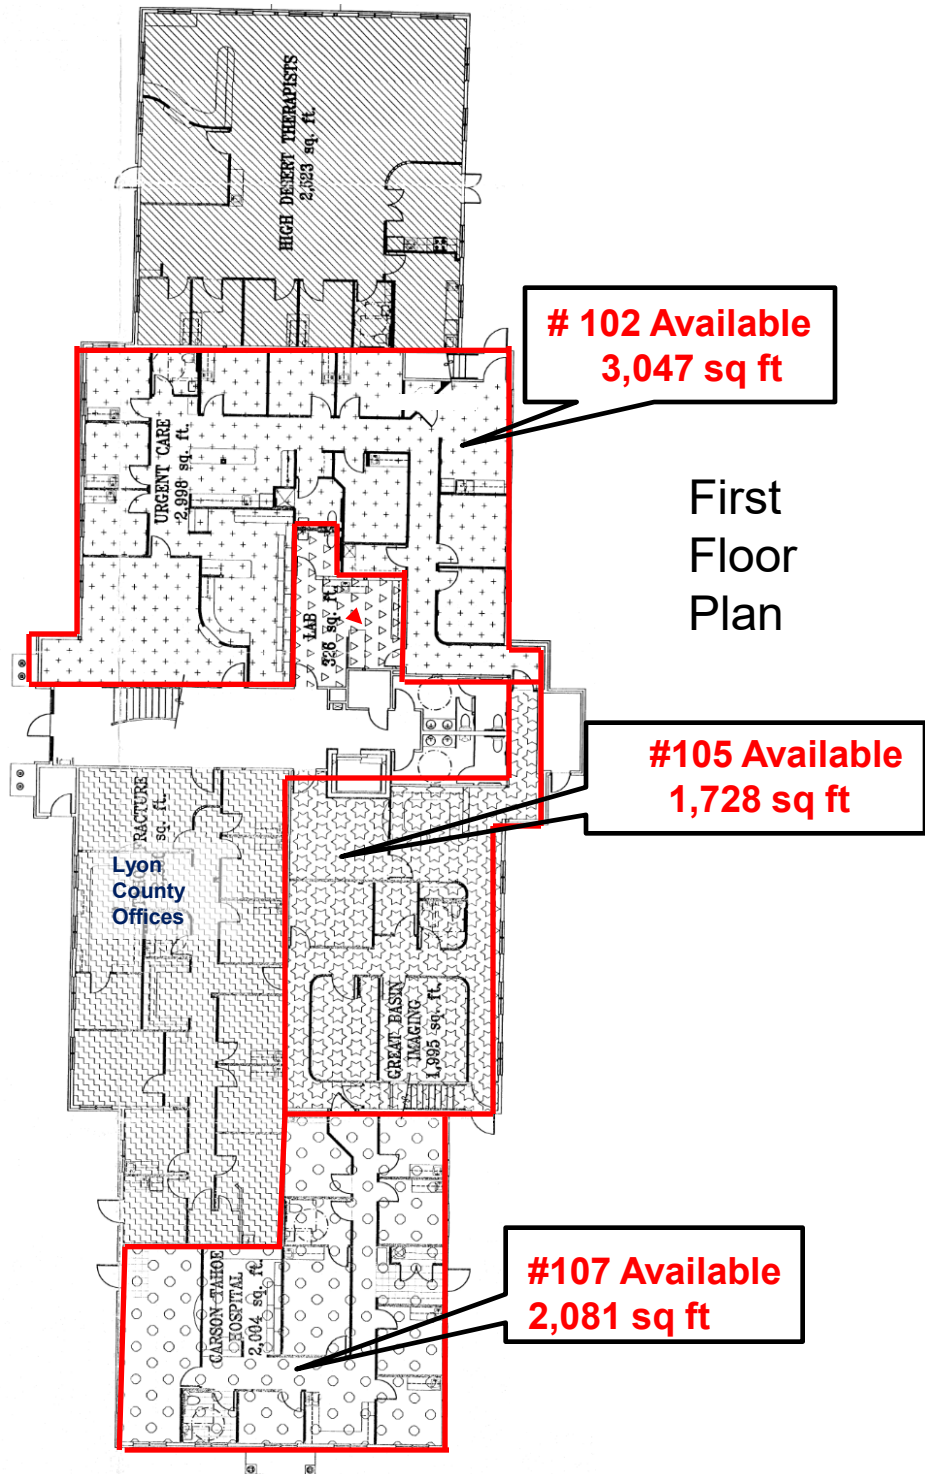 HIGH DESERT THERAPISTS
2,523 sq. ft.
# 102 Available
3,047 sq ft
URGENT CARE
2,998 sq. ft.
First
Floor
Plan
LAB
326 sq. ft.
#105 Available
1,728 sq ft
FRACTURE
sq. ft.
Lyon
County
Offices
GREAT BASIN
IMAGING
1,995 sq. ft.
#107 Available
2,081 sq ft
CARSON TAHOE
HOSPITAL
2,004 sq. ft.